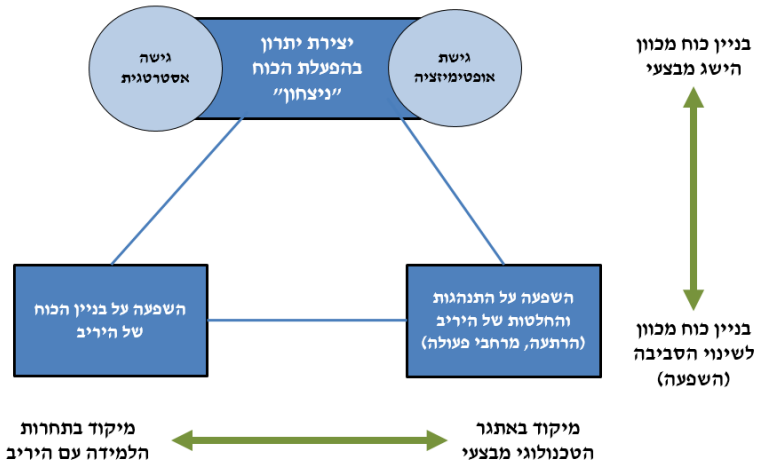 בניין כוח מכוון
הישג מבצעי
גישת
אופטימיזציה
יצירת יתרון
בהפעלת הכוח
"ניצחון"
גישה
אסטרטגית
השפעה על התנהגות
והחלטות של היריב
(הרתעה, מרחבי פעולה)
השפעה על בניין הכוח
של היריב
בניין כוח מכוון
לשינוי הסביבה
(השפעה)
מיקוד באתגר
הטכנולוגי מבצעי
מיקוד בתחרות
הלמידה עם היריב